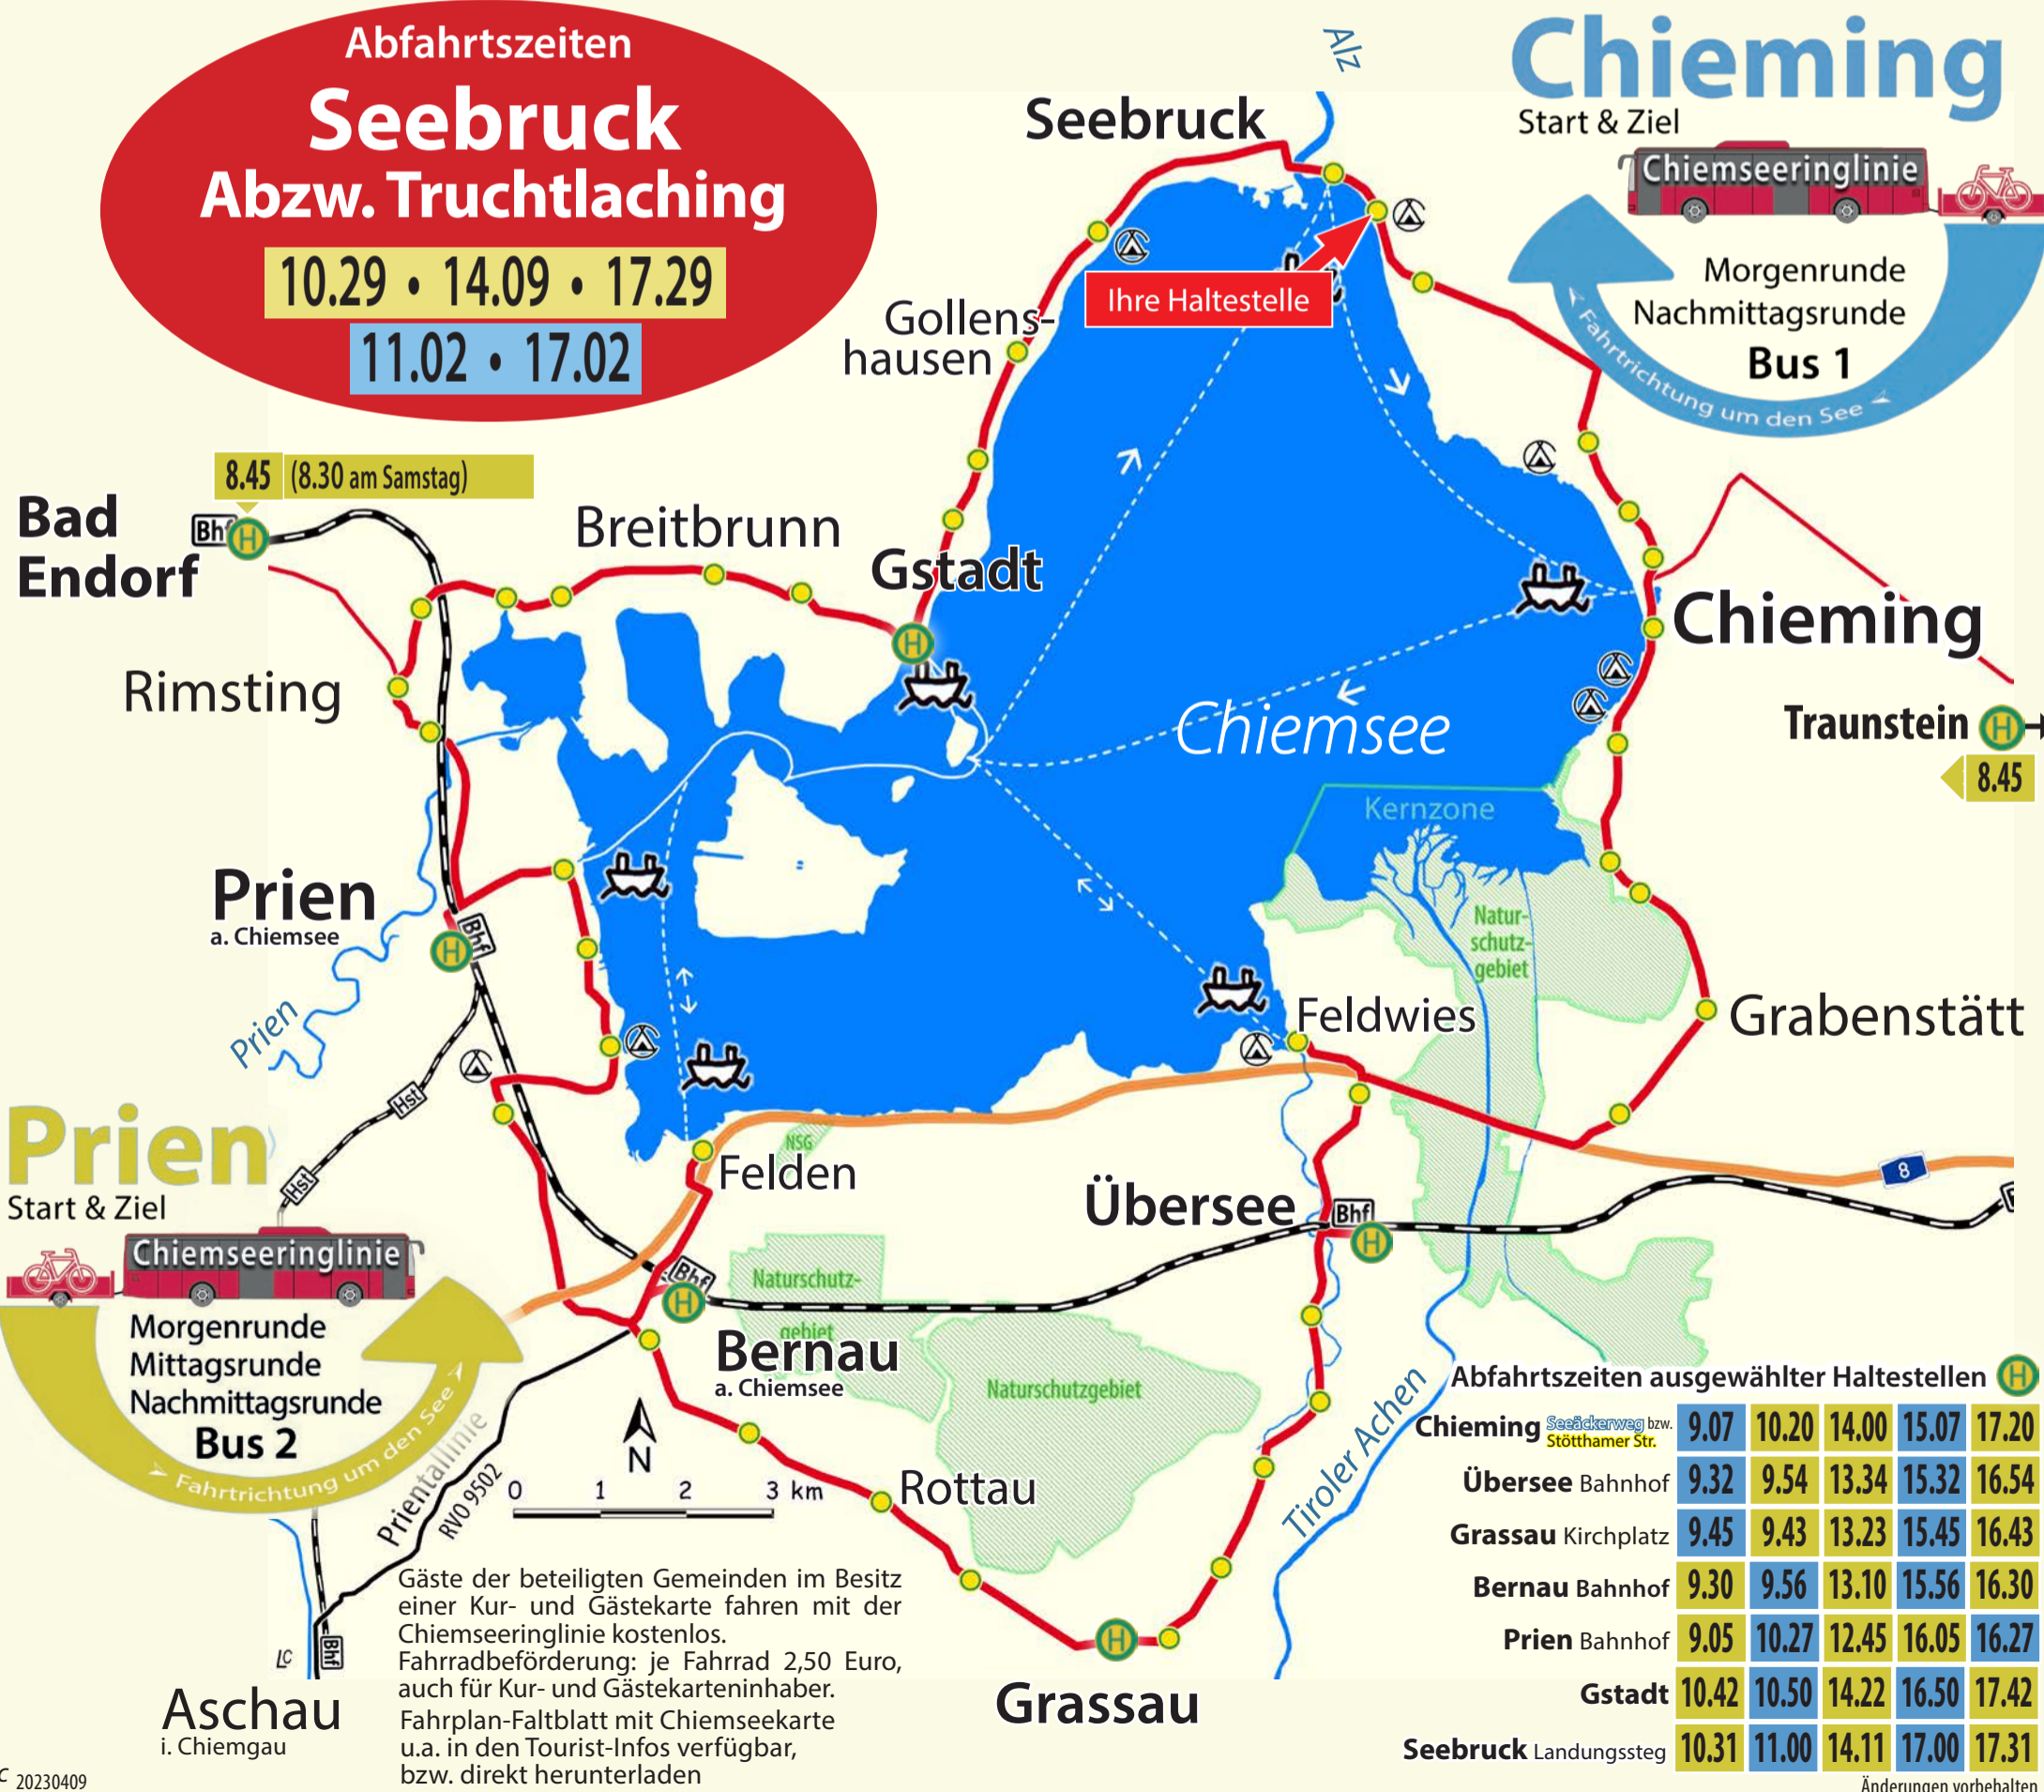 Abfahrtszeiten
Seebruck
Abzw. Truchtlaching
10.29 • 14.09 • 17.29
11.02 • 17.02
Alz
Chieming
Start & Ziel
Chiemseeringlinie
Morgenrunde
Nachmittagsrunde
Bus 1
Fahrtrichtung um den See
Seebruck
Ihre Haltestelle
Gollens-
hausen
8.45 (8.30 am Samstag)
Bad
Endorf
Bhf
H
Breitbrunn
Gstadt
H
Rimsting
Chieming
Chiemsee
Traunstein H
8.45
Kernzone
Prien
a. Chiemsee
Bhf
H
Natur-
schutz-
gebiet
Prien
Feldwies
Grabenstätt
Hst
Hst
NSG
Felden
8
Übersee
Bhf
H
Prien
Start & Ziel
Chiemseeringlinie
Morgenrunde
Mittagsrunde
Nachmittagsrunde
Bus 2
Fahrtrichtung um den See
Bhf
H
Naturschutz-
gebiet
Bernau
a. Chiemsee
Naturschutzgebiet
Tiroler Achen
Prientallinie
RVO 9502
N
0 1 2 3 km
Rottau
H
Grassau
LC
Bhf
Aschau
i. Chiemgau
Gäste der beteiligten Gemeinden im Besitz
einer Kur- und Gästekarte fahren mit der
Chiemseeringlinie kostenlos.
Fahrradbeförderung: je Fahrrad 2,50 Euro,
auch für Kur- und Gästekarteninhaber.
Fahrplan-Faltblatt mit Chiemseekarte
u.a. in den Tourist-Infos verfügbar,
bzw. direkt herunterladen
Abfahrtszeiten ausgewählter Haltestellen H
Chieming Seeäckerweg bzw. Stötthamer Str. 9.07 10.20 14.00 15.07 17.20
Übersee Bahnhof 9.32 9.54 13.34 15.32 16.54
Grassau Kirchplatz 9.45 9.43 13.23 15.45 16.43
Bernau Bahnhof 9.30 9.56 13.10 15.56 16.30
Prien Bahnhof 9.05 10.27 12.45 16.05 16.27
Gstadt 10.42 10.50 14.22 16.50 17.42
Seebruck Landungssteg 10.31 11.00 14.11 17.00 17.31
Änderungen vorbehalten
20230409